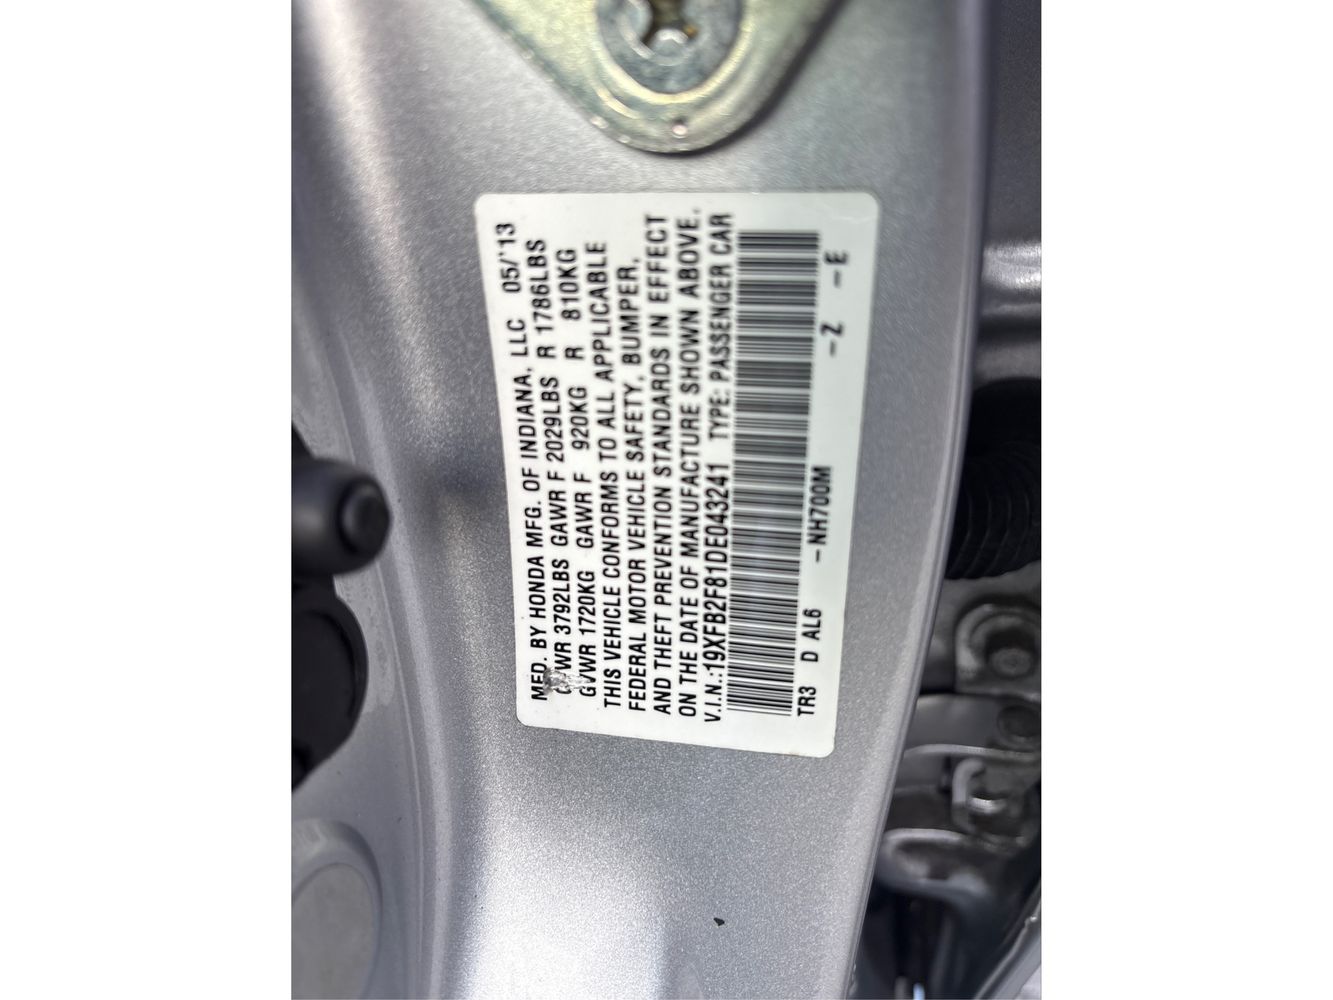 MFD. BY HONDA MFG. OF INDIANA, LLC 05/'13
GVWR 3792LBS GAWR F 2029LBS R 1786LBS
GVWR 1720KG GAWR F 920KG R 810KG
THIS VEHICLE CONFORMS TO ALL APPLICABLE
FEDERAL MOTOR VEHICLE SAFETY, BUMPER,
AND THEFT PREVENTION STANDARDS IN EFFECT
ON THE DATE OF MANUFACTURE SHOWN ABOVE.
V.I.N.:19XFB2F81DE043241 TYPE: PASSENGER CAR
TR3 D AL6 -NH700M -Z -E